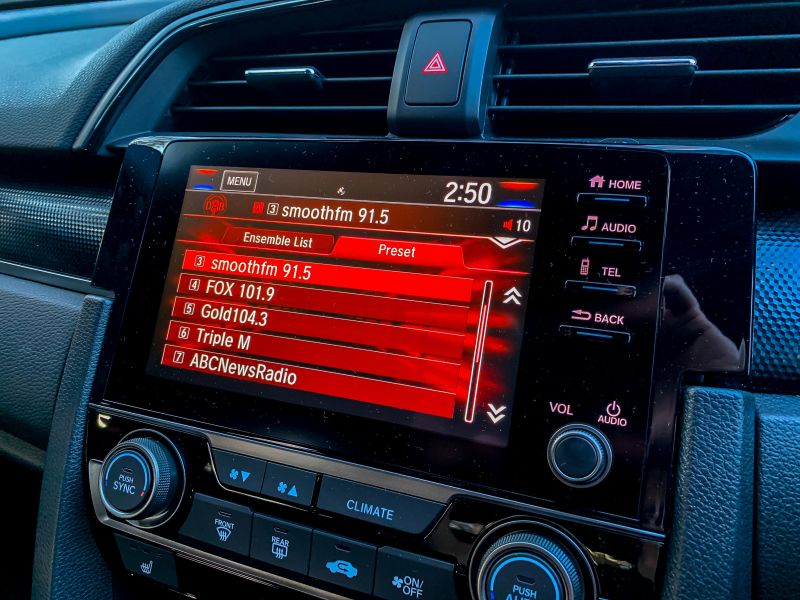 MENU
2:50
DAB
3 smoothfm 91.5
10
Ensemble List
Preset
3 smoothfm 91.5
4 FOX 101.9
5 Gold104.3
6 Triple M
7 ABCNewsRadio
HOME
AUDIO
TEL
BACK
VOL
AUDIO
PUSH
SYNC
CLIMATE
FRONT
REAR
ON/
OFF
PUSH